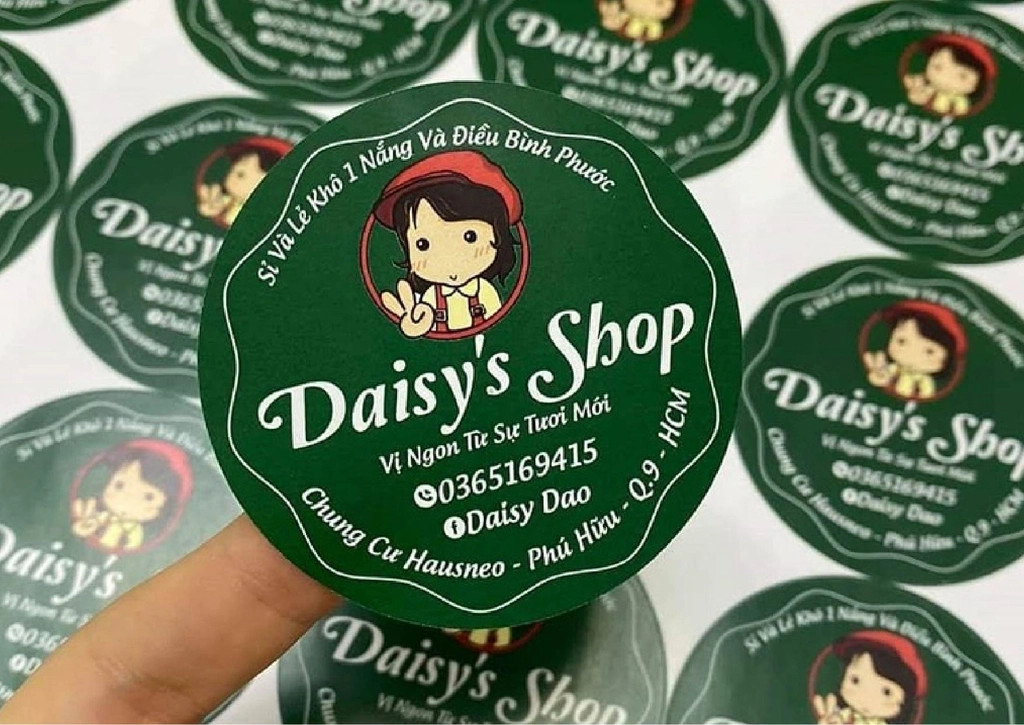 Sỉ Và Lẻ Khô 1 Nắng Và Điều Bình Phước
Daisy's Shop
Vị Ngon Từ Sự Tươi Mới
0365169415
Daisy Dao
Chung Cư Hausneo - Phú Hữu - Q.9 - HCM